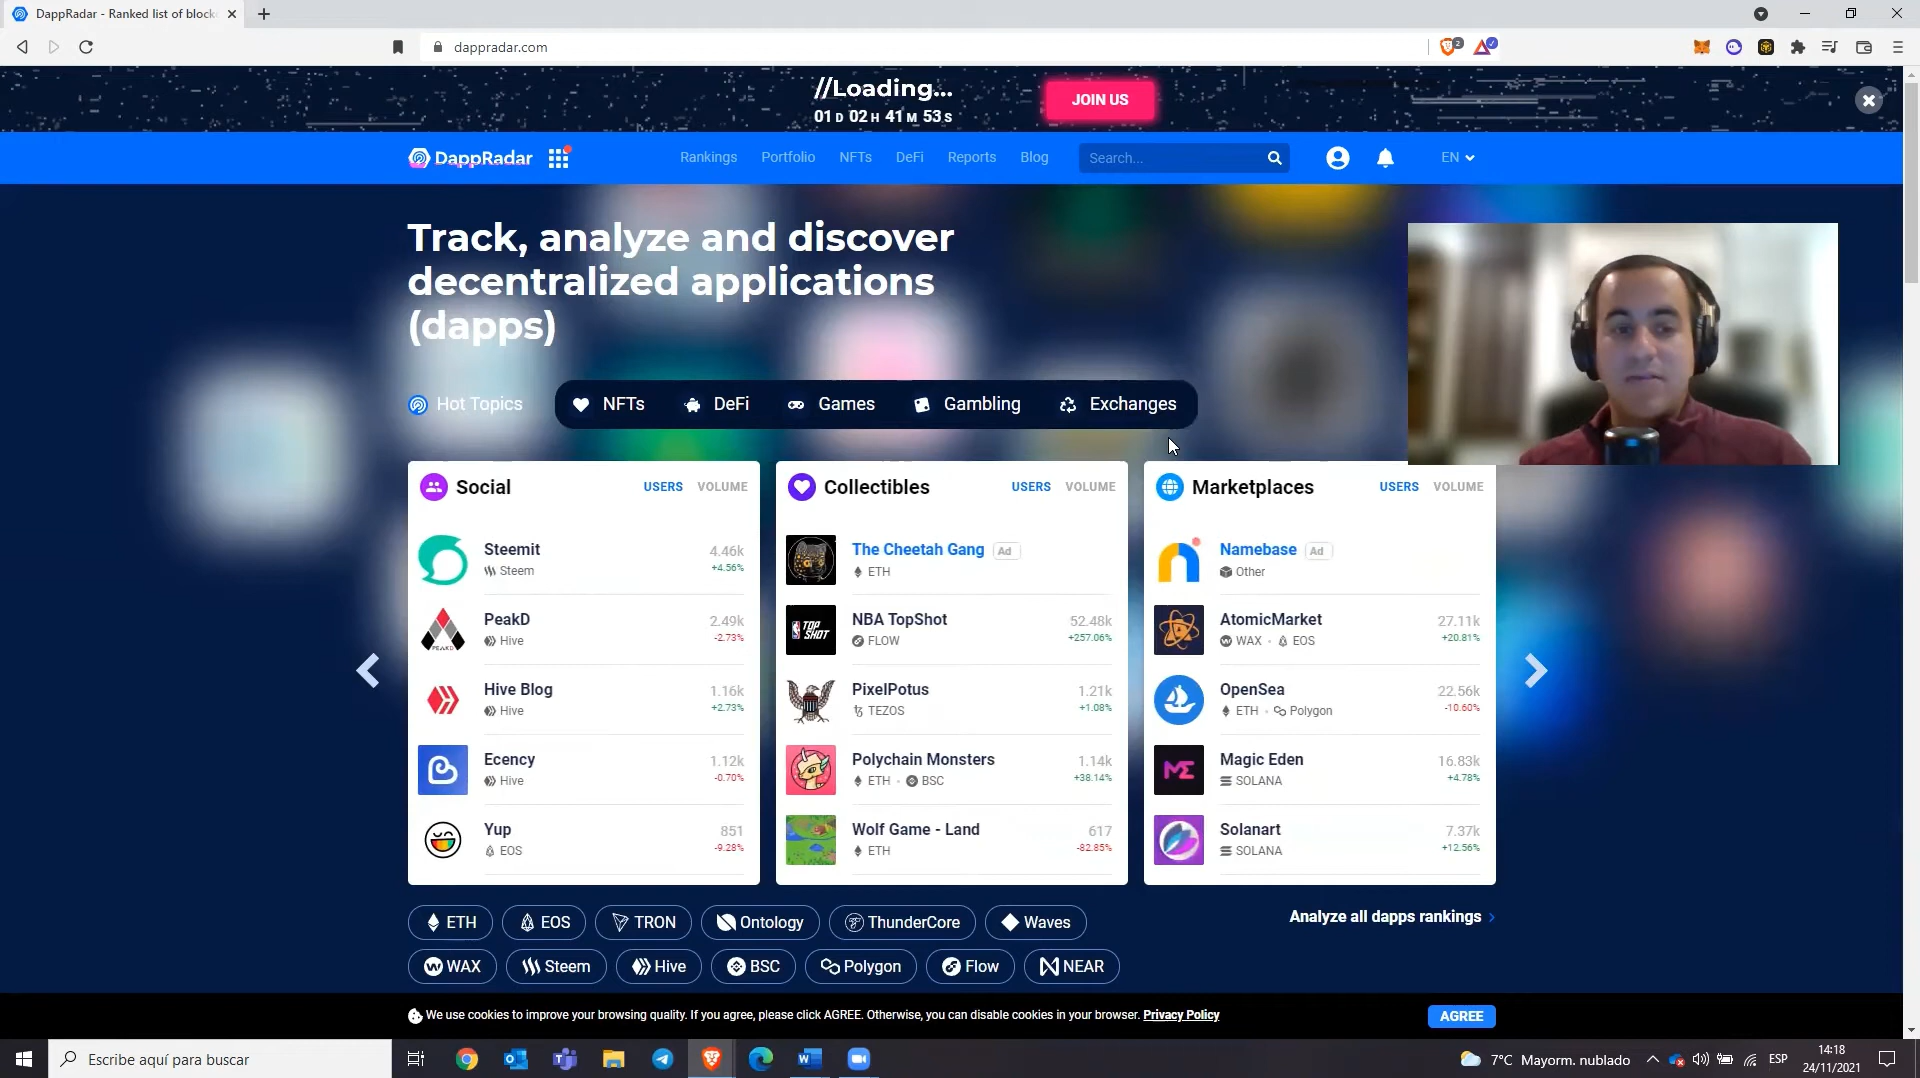 DappRadar - Ranked list of block
dappradar.com
2
//Loading...
01 D 02 H 41 M 53 S
JOIN US
DappRadar
Rankings
Portfolio
NFTs
DeFi
Reports
Blog
Search...
EN
Track, analyze and discover
decentralized applications
(dapps)
Hot Topics
NFTs
DeFi
Games
Gambling
Exchanges
Social
USERS VOLUME
Steemit 4.46k
Steem +4.56%
PeakD 2.49k
Hive -2.73%
Hive Blog 1.16k
Hive +2.73%
Ecency 1.12k
Hive -0.70%
Yup 851
EOS -9.28%
Collectibles
USERS VOLUME
The Cheetah Gang Ad
ETH
TOP SHOT
NBA TopShot 52.48k
FLOW +257.06%
PixelPotus 1.21k
TEZOS +1.08%
Polychain Monsters 1.14k
ETH • BSC +38.14%
Wolf Game - Land 617
ETH -82.85%
Marketplaces
USERS VOLUME
Namebase Ad
Other
AtomicMarket 27.11k
WAX • EOS +20.81%
OpenSea 22.56k
ETH • Polygon -10.60%
ME
Magic Eden 16.83k
SOLANA +4.78%
Solanart 7.37k
SOLANA +12.56%
ETH
EOS
TRON
Ontology
ThunderCore
Waves
Analyze all dapps rankings
WAX
Steem
Hive
BSC
Polygon
Flow
NEAR
We use cookies to improve your browsing quality. If you agree, please click AGREE. Otherwise, you can disable cookies in your browser. Privacy Policy
AGREE
Escribe aquí para buscar
7°C Mayorm. nublado
ESP
14:18
24/11/2021